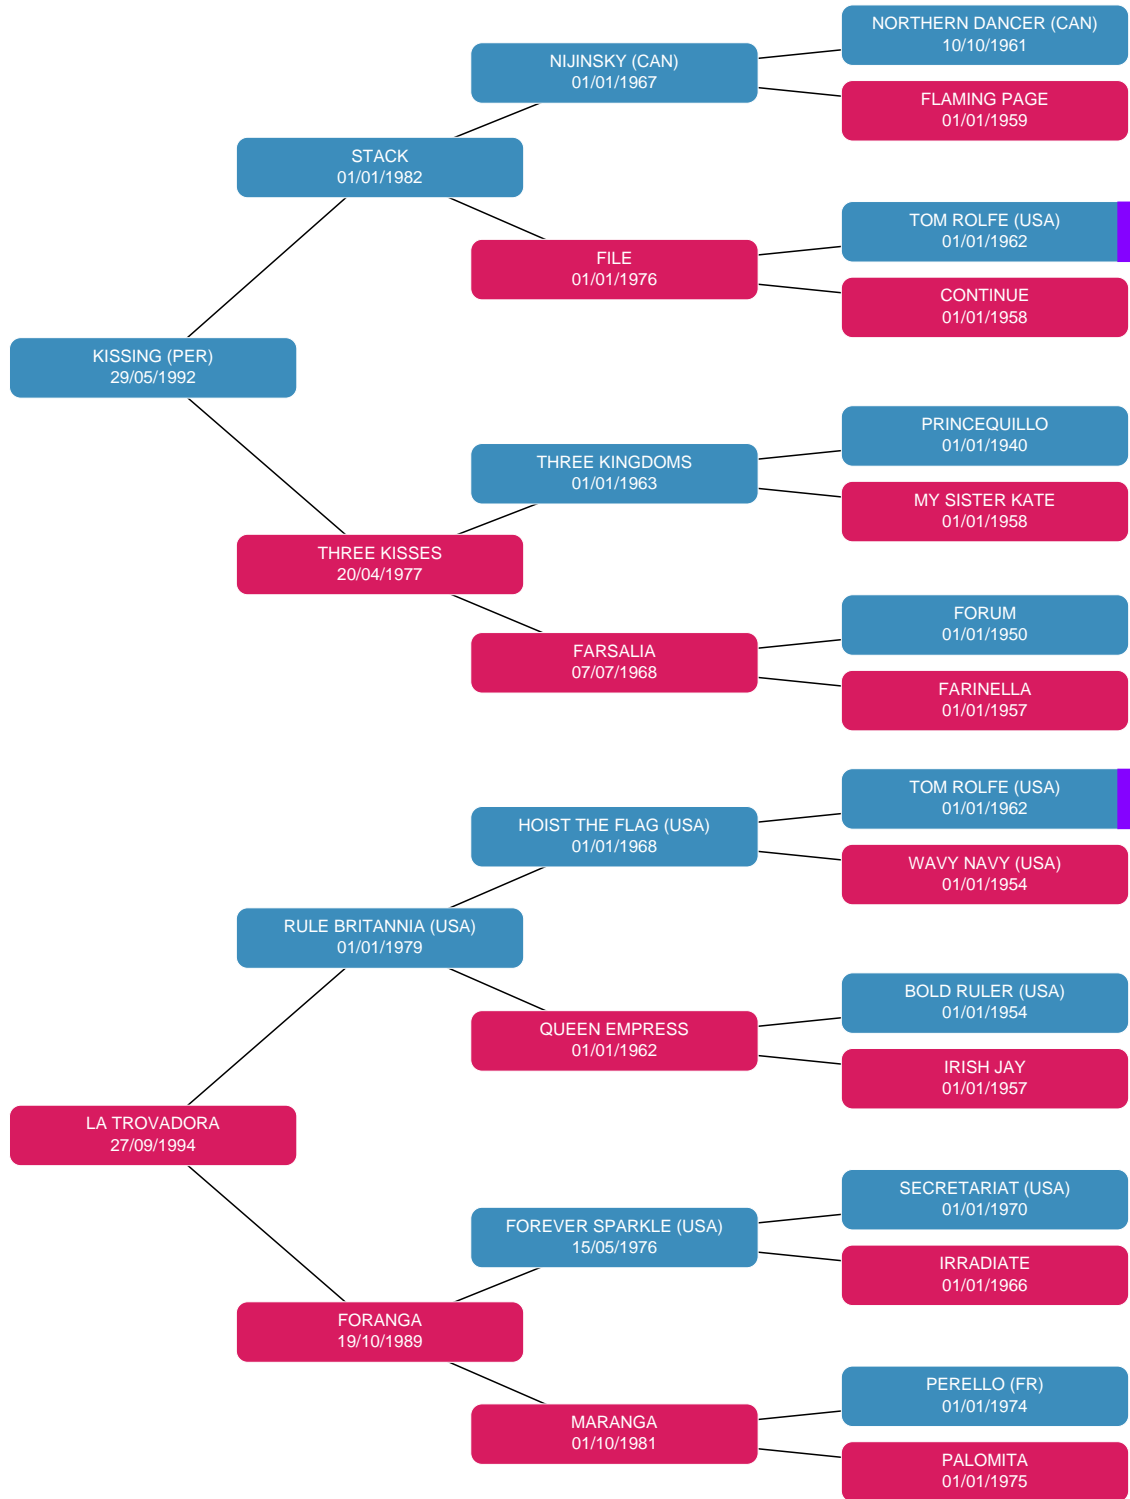 NORTHERN DANCER (CAN)
10/10/1961
NIJINSKY (CAN)
01/01/1967
FLAMING PAGE
01/01/1959
STACK
01/01/1982
TOM ROLFE (USA)
01/01/1962
FILE
01/01/1976
CONTINUE
01/01/1958
KISSING (PER)
29/05/1992
PRINCEQUILLO
01/01/1940
THREE KINGDOMS
01/01/1963
MY SISTER KATE
01/01/1958
THREE KISSES
20/04/1977
FORUM
01/01/1950
FARSALIA
07/07/1968
FARINELLA
01/01/1957
TOM ROLFE (USA)
01/01/1962
HOIST THE FLAG (USA)
01/01/1968
WAVY NAVY (USA)
01/01/1954
RULE BRITANNIA (USA)
01/01/1979
BOLD RULER (USA)
01/01/1954
QUEEN EMPRESS
01/01/1962
IRISH JAY
01/01/1957
LA TROVADORA
27/09/1994
SECRETARIAT (USA)
01/01/1970
FOREVER SPARKLE (USA)
15/05/1976
IRRADIATE
01/01/1966
FORANGA
19/10/1989
PERELLO (FR)
01/01/1974
MARANGA
01/10/1981
PALOMITA
01/01/1975